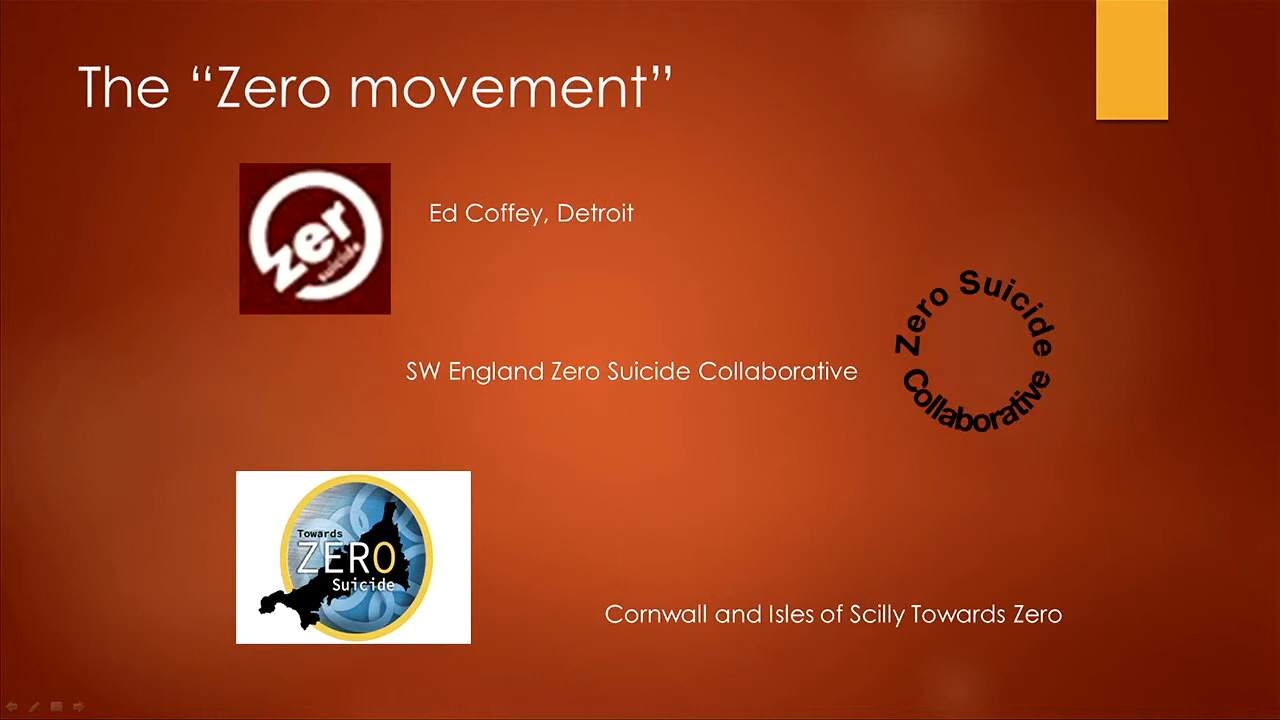 The “Zero movement”
zer
suicide
Ed Coffey, Detroit
Zero Suicide
Collaborative
SW England Zero Suicide Collaborative
Towards
ZERO
Suicide
Cornwall and Isles of Scilly Towards Zero